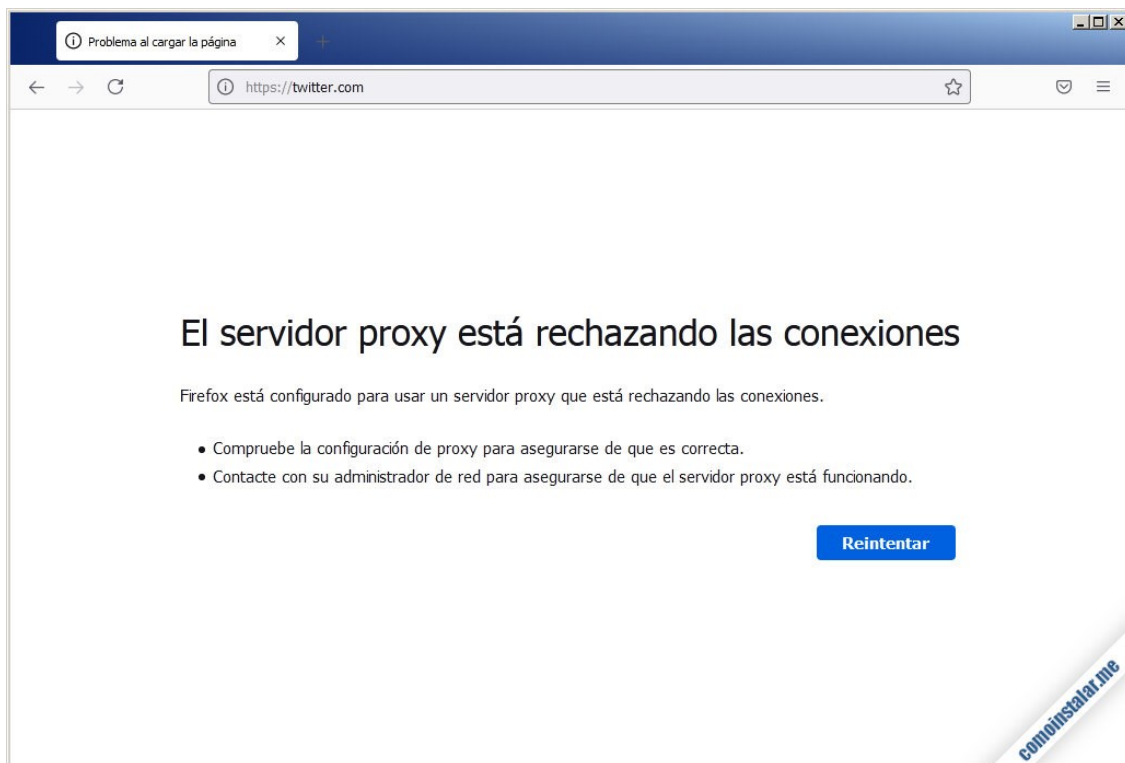 Problema al cargar la página
https://twitter.com
El servidor proxy está rechazando las conexiones
Firefox está configurado para usar un servidor proxy que está rechazando las conexiones.
• Compruebe la configuración de proxy para asegurarse de que es correcta.
• Contacte con su administrador de red para asegurarse de que el servidor proxy está funcionando.
Reintentar
comoinstalar.me